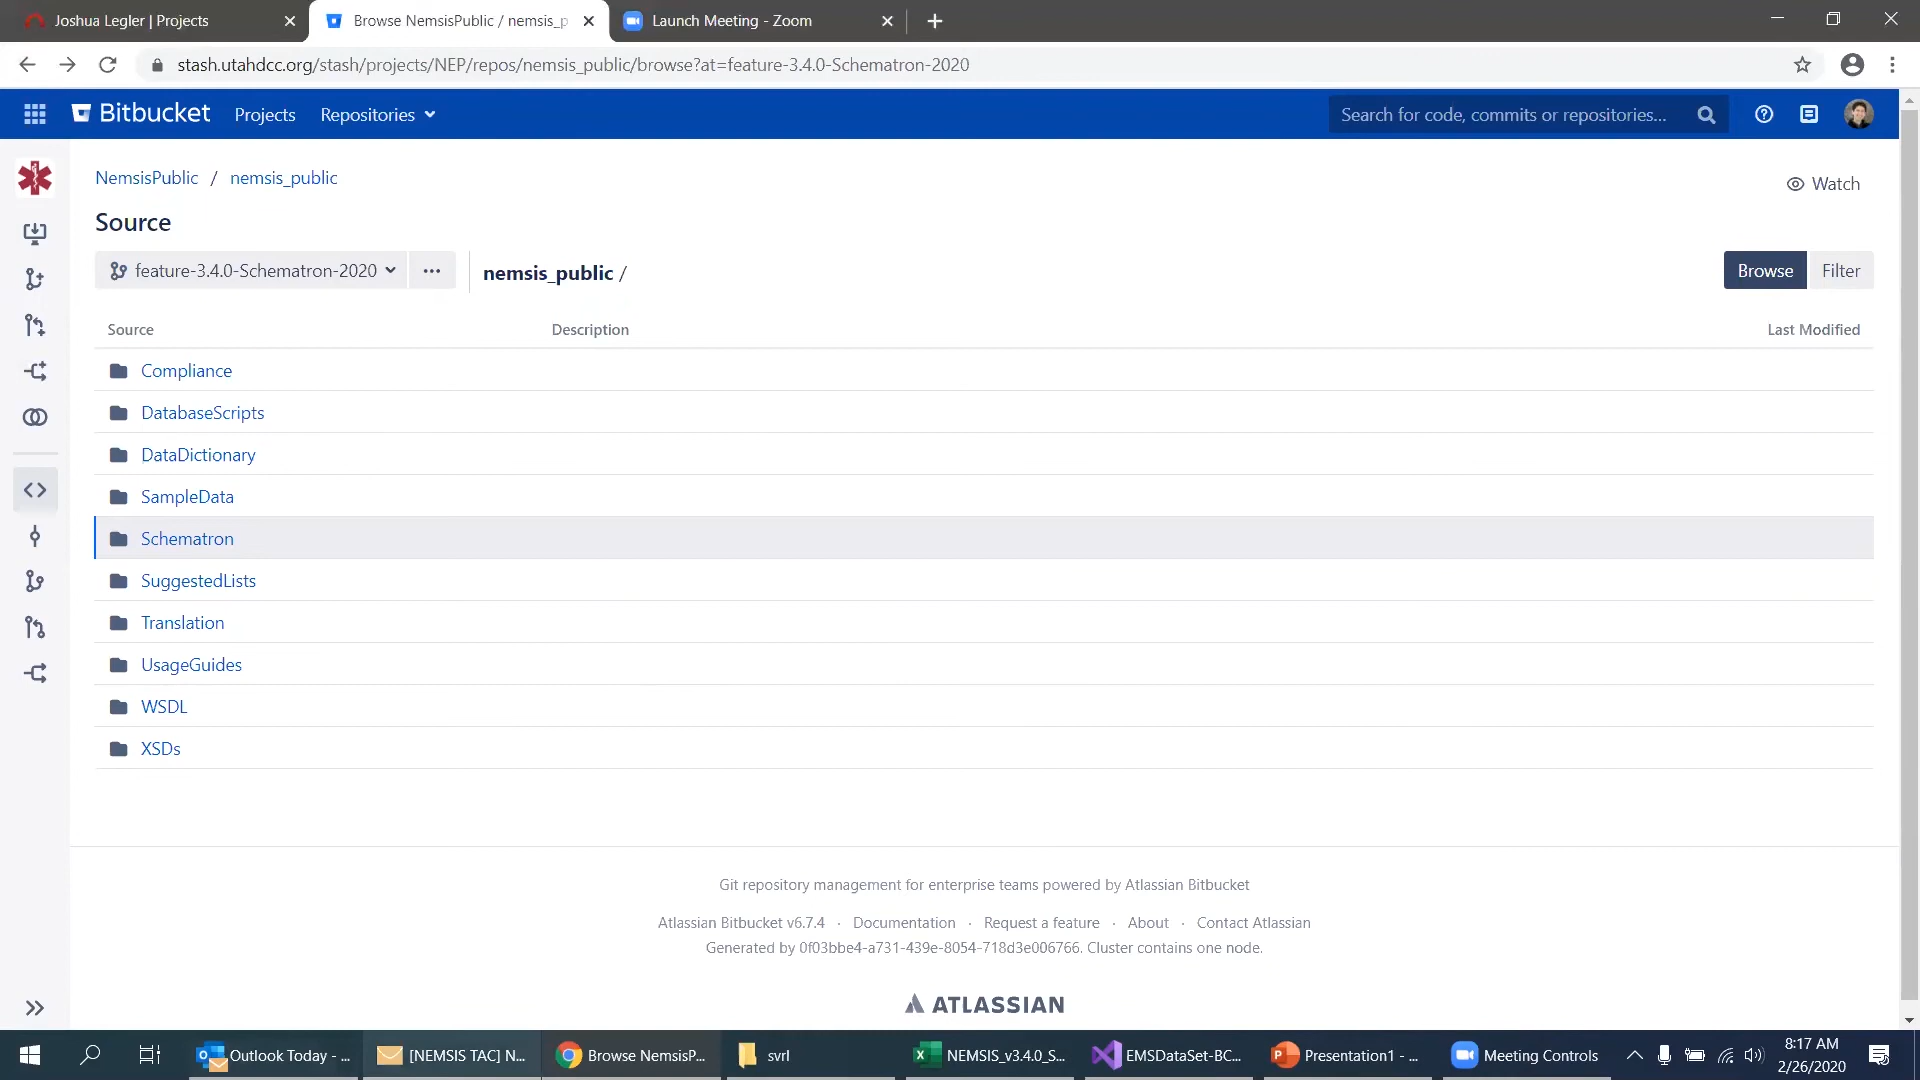 Joshua Legler | Projects
Browse NemsisPublic / nemsis_p
Launch Meeting - Zoom
stash.utahdcc.org/stash/projects/NEP/repos/nemsis_public/browse?at=feature-3.4.0-Schematron-2020
Bitbucket
Projects
Repositories
Search for code, commits or repositories...
NemsisPublic / nemsis_public
Watch
Source
feature-3.4.0-Schematron-2020
nemsis_public /
Browse
Filter
Source
Description
Last Modified
Compliance
DatabaseScripts
DataDictionary
SampleData
Schematron
SuggestedLists
Translation
UsageGuides
WSDL
XSDs
Git repository management for enterprise teams powered by Atlassian Bitbucket
Atlassian Bitbucket v6.7.4 · Documentation · Request a feature · About · Contact Atlassian
Generated by 0f03bbe4-a731-439e-8054-718d3e006766. Cluster contains one node.
ATLASSIAN
Outlook Today - ...
[NEMSIS TAC] N...
Browse NemsisP...
svrl
NEMSIS_v3.4.0_S...
EMSDataSet-BC...
Presentation1 - ...
Meeting Controls
8:17 AM
2/26/2020